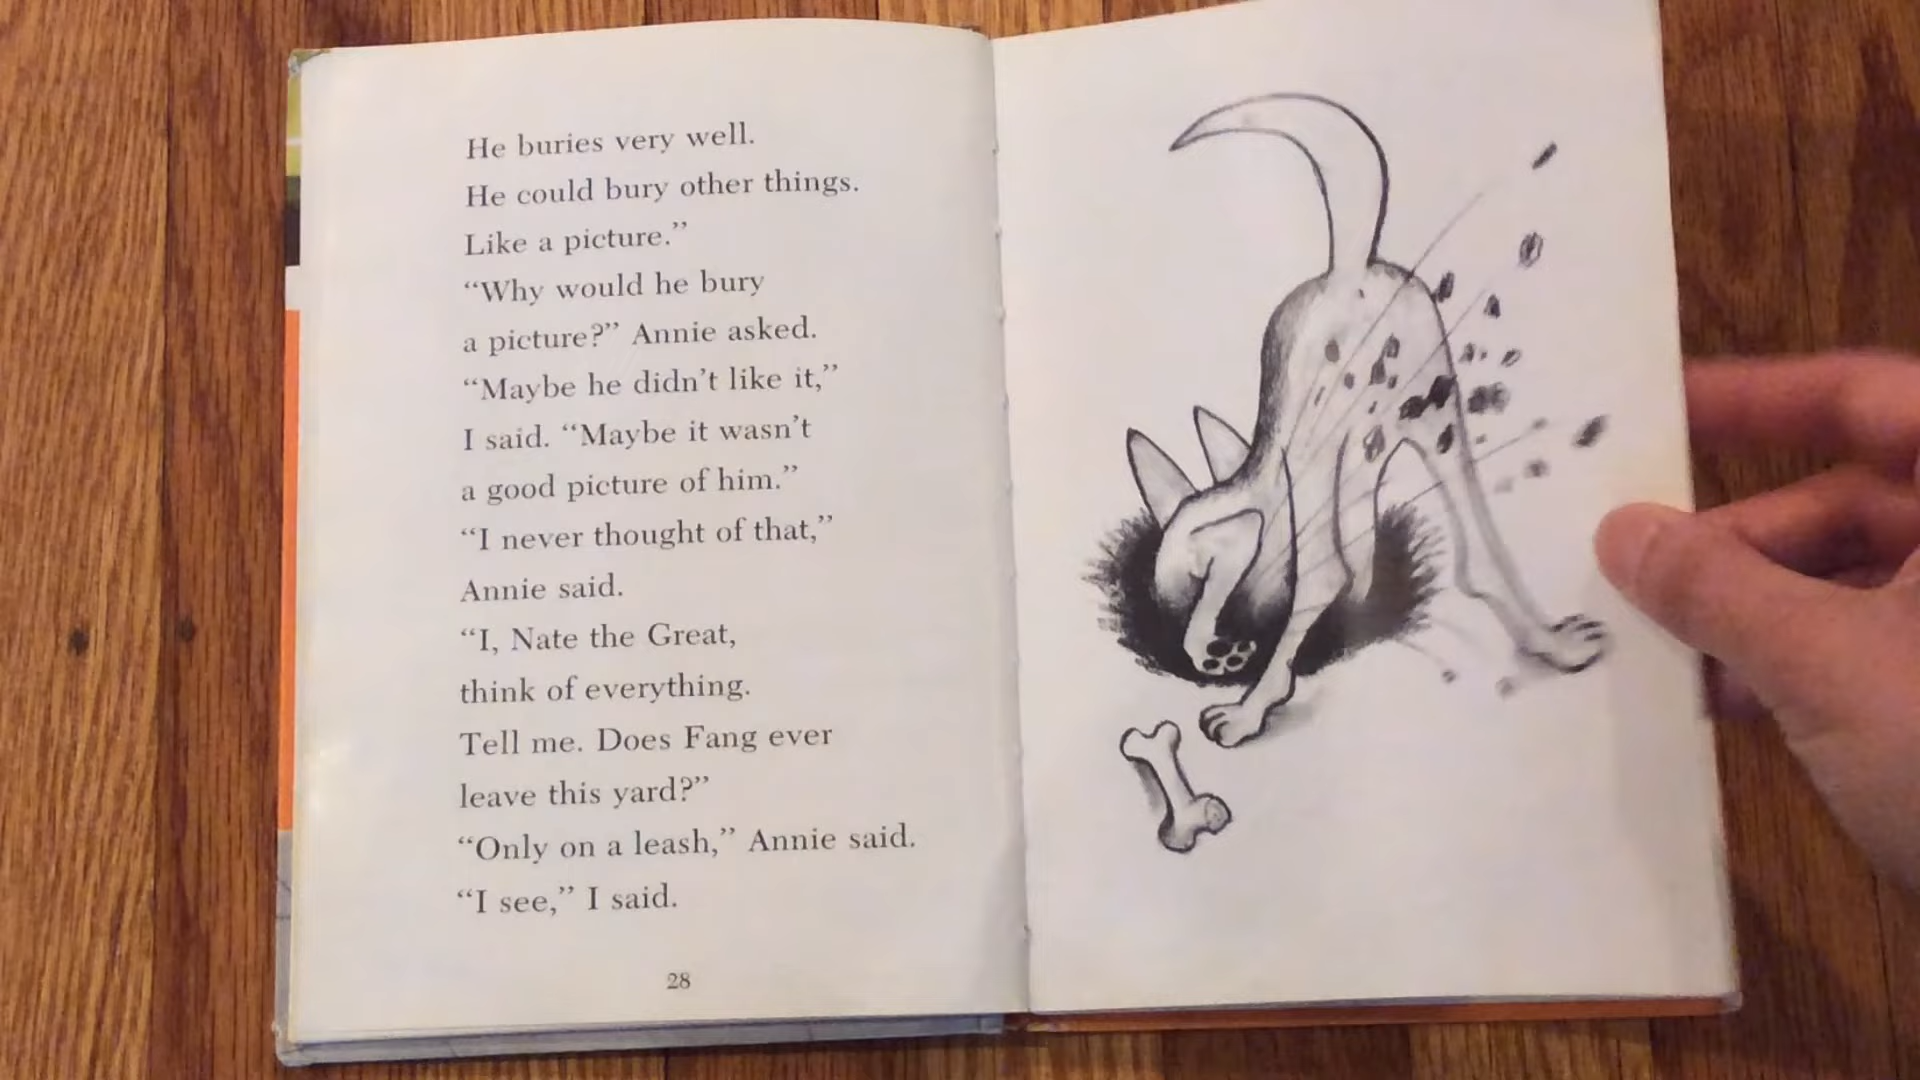 He buries very well.
He could bury other things.
Like a picture.”
“Why would he bury
a picture?” Annie asked.
“Maybe he didn’t like it,”
I said. “Maybe it wasn’t
a good picture of him.”
“I never thought of that,”
Annie said.
“I, Nate the Great,
think of everything.
Tell me. Does Fang ever
leave this yard?”
“Only on a leash,” Annie said.
“I see,” I said.
28